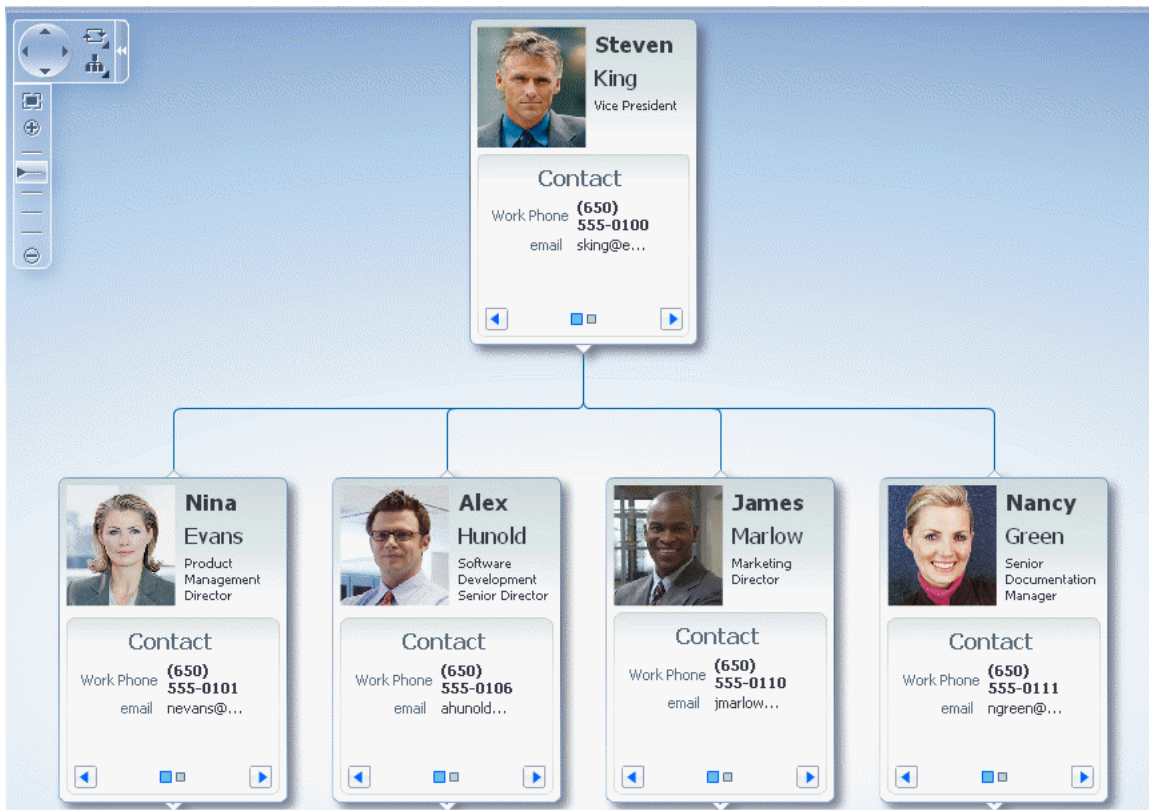 Steven
King
Vice President
Contact
Work Phone (650)
555-0100
email sking@e...
Nina
Evans
Product
Management
Director
Contact
Work Phone (650)
555-0101
email nevans@...
Alex
Hunold
Software
Development
Senior Director
Contact
Work Phone (650)
555-0106
email ahunold...
James
Marlow
Marketing
Director
Contact
Work Phone (650)
555-0110
email jmarlow...
Nancy
Green
Senior
Documentation
Manager
Contact
Work Phone (650)
555-0111
email ngreen@...